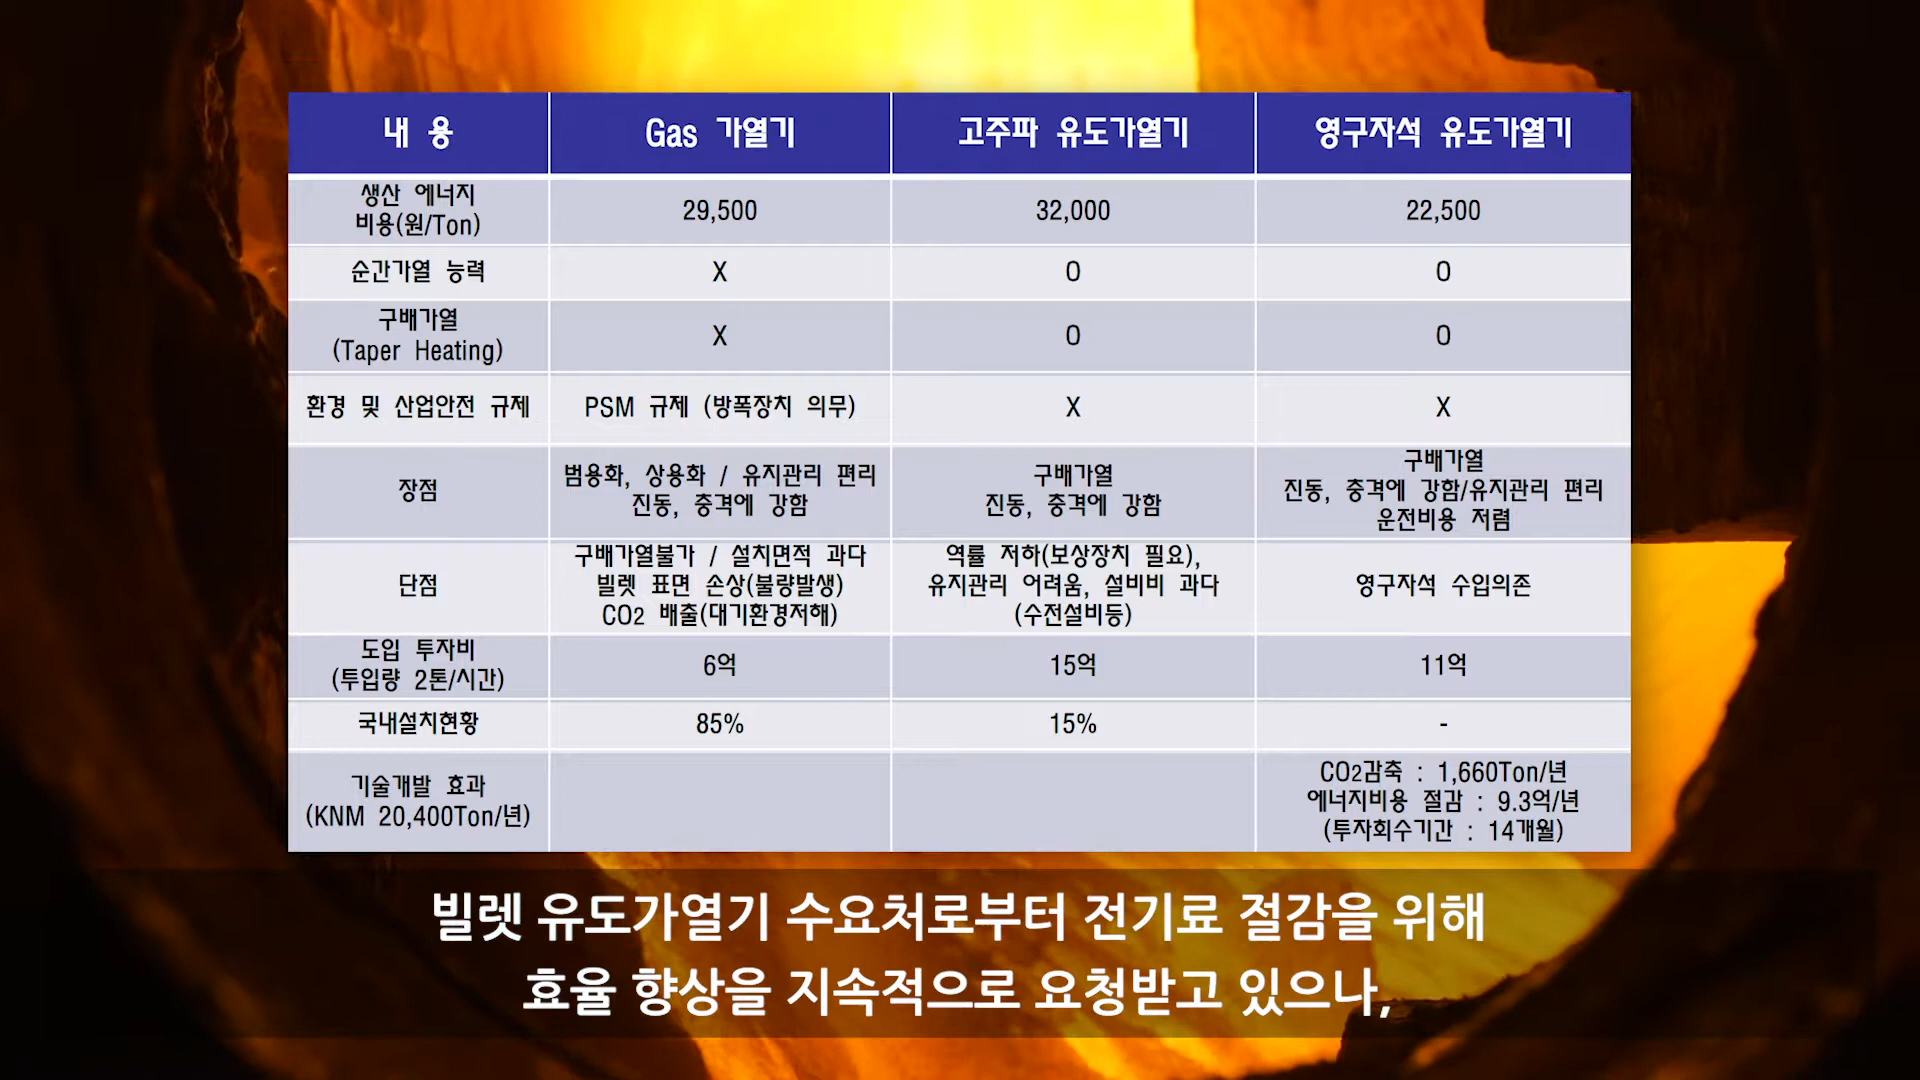 내 용
Gas 가열기
고주파 유도가열기
영구자석 유도가열기
생산 에너지
비용(원/Ton)
29,500
32,000
22,500
순간가열 능력
X
O
O
구배가열
(Taper Heating)
X
O
O
환경 및 산업안전 규제
PSM 규제 (방폭장치 의무)
X
X
장점
범용화, 상용화 / 유지관리 편리
진동, 충격에 강함
구배가열
진동, 충격에 강함
구배가열
진동, 충격에 강함/유지관리 편리
운전비용 저렴
단점
구배가열불가 / 설치면적 과다
빌렛 표면 손상(불량발생)
CO2 배출(대기환경저해)
역률 저하(보상장치 필요),
유지관리 어려움, 설비비 과다
(수전설비등)
영구자석 수입의존
도입 투자비
(투입량 2톤/시간)
6억
15억
11억
국내설치현황
85%
15%
-
기술개발 효과
(KNM 20,400Ton/년)
CO2감축 : 1,660Ton/년
에너지비용 절감 : 9.3억/년
(투자회수기간 : 14개월)
빌렛 유도가열기 수요처로부터 전기료 절감을 위해
효율 향상을 지속적으로 요청받고 있으나,